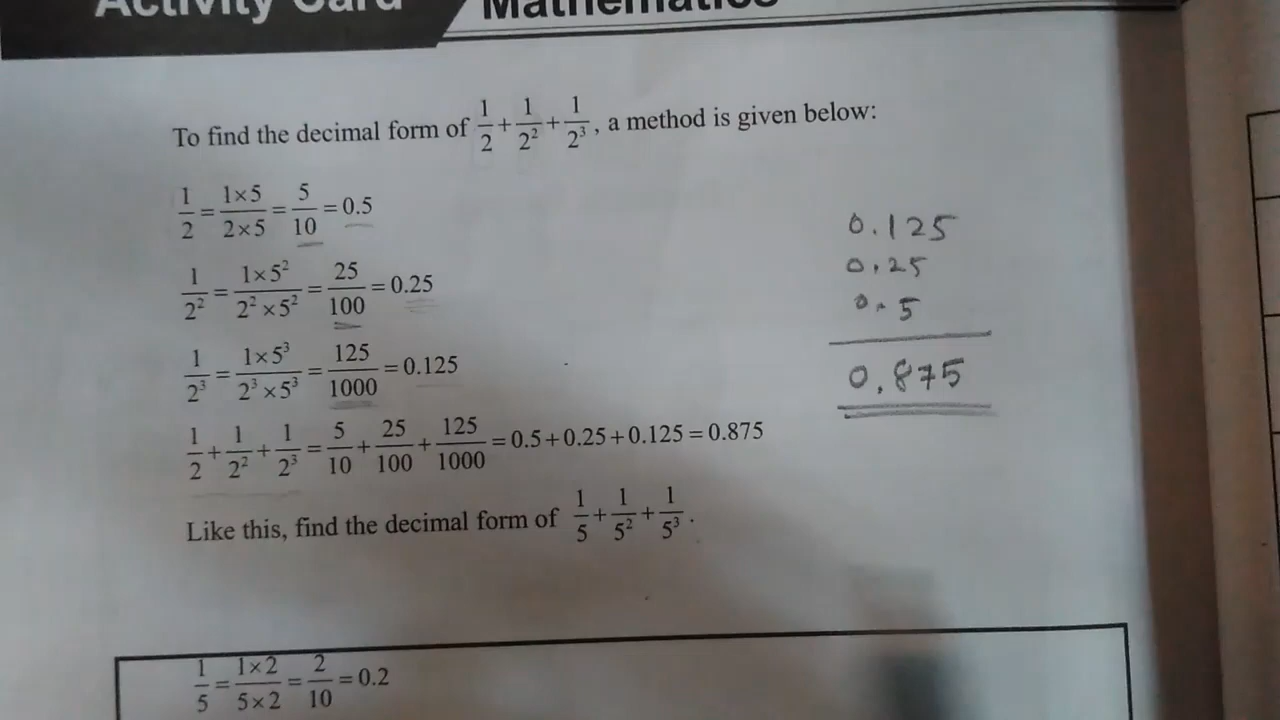 Activity Card Mathematics
To find the decimal form of 1/2 + 1/2² + 1/2³, a method is given below:
1/2 = 1×5/2×5 = 5/10 = 0.5
1/2² = 1×5²/2²×5² = 25/100 = 0.25
1/2³ = 1×5³/2³×5³ = 125/1000 = 0.125
1/2 + 1/2² + 1/2³ = 5/10 + 25/100 + 125/1000 = 0.5+0.25+0.125 = 0.875
0.125
0.25
0.5
0.875
Like this, find the decimal form of 1/5 + 1/5² + 1/5³.
1/5 = 1×2/5×2 = 2/10 = 0.2